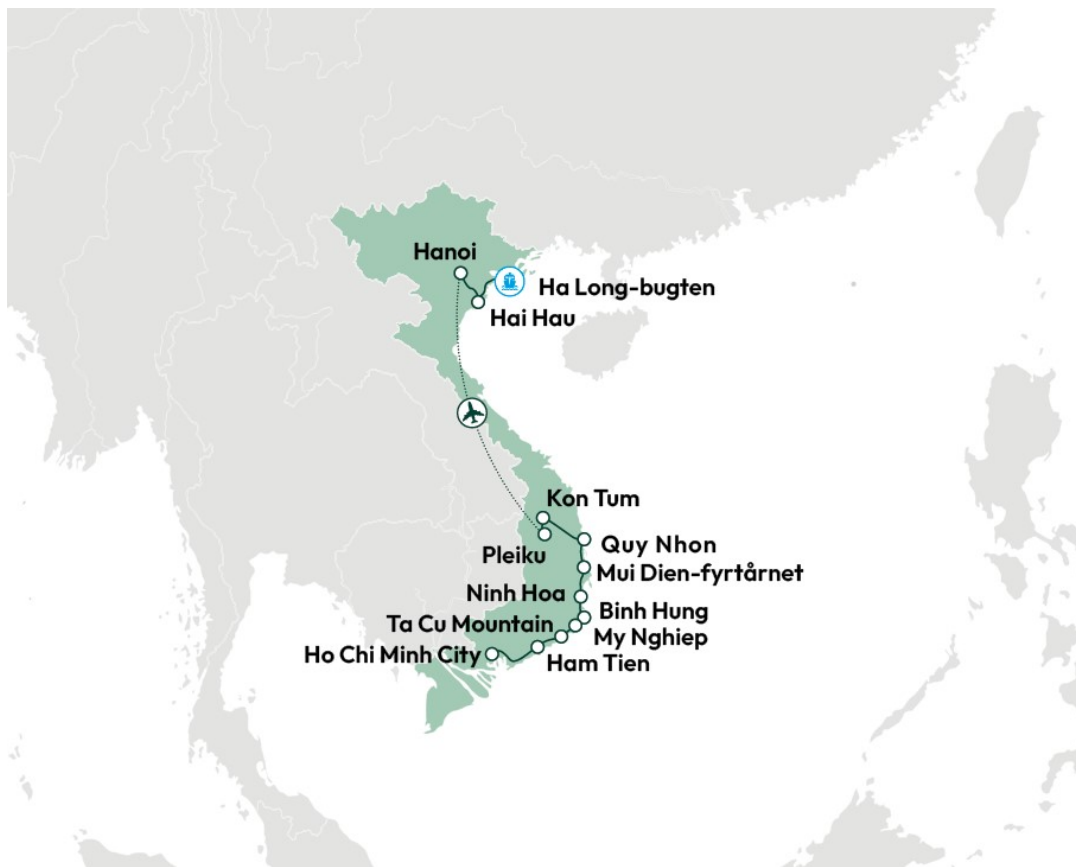 Hanoi
Ha Long-bugten
Hai Hau
Kon Tum
Pleiku
Quy Nhon
Mui Dien-fyrtårnet
Ninh Hoa
Binh Hung
Ta Cu Mountain
My Nghiep
Ho Chi Minh City
Ham Tien